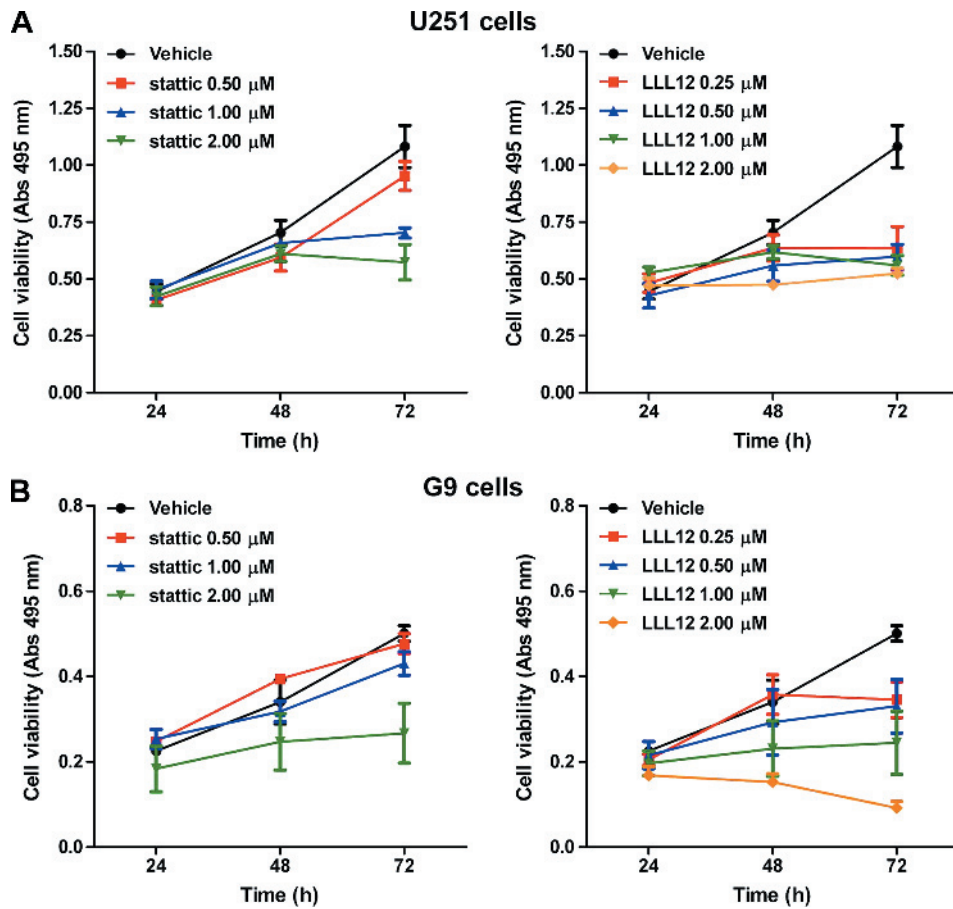 A
U251 cells
Cell viability (Abs 495 nm)
1.50
1.25
1.00
0.75
0.50
0.25
0.00
Vehicle
stattic 0.50 μM
stattic 1.00 μM
stattic 2.00 μM
24
48
72
Time (h)
Cell viability (Abs 495 nm)
1.50
1.25
1.00
0.75
0.50
0.25
0.00
Vehicle
LLL12 0.25 μM
LLL12 0.50 μM
LLL12 1.00 μM
LLL12 2.00 μM
24
48
72
Time (h)
B
G9 cells
Cell viability (Abs 495 nm)
0.8
0.6
0.4
0.2
0.0
Vehicle
stattic 0.50 μM
stattic 1.00 μM
stattic 2.00 μM
24
48
72
Time (h)
Cell viability (Abs 495 nm)
0.8
0.6
0.4
0.2
0.0
Vehicle
LLL12 0.25 μM
LLL12 0.50 μM
LLL12 1.00 μM
LLL12 2.00 μM
24
48
72
Time (h)